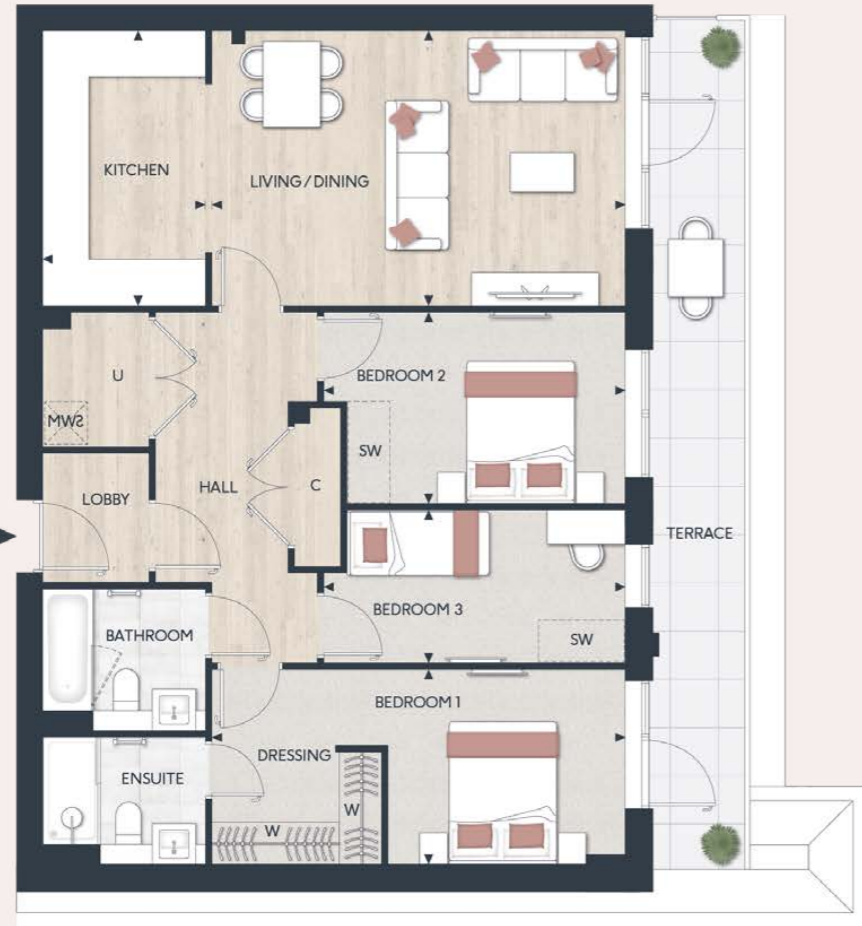 KITCHEN
LIVING / DINING
U
BEDROOM 2
MWS
SW
LOBBY
HALL
C
TERRACE
BEDROOM 3
SW
BATHROOM
BEDROOM 1
DRESSING
ENSUITE
W
W